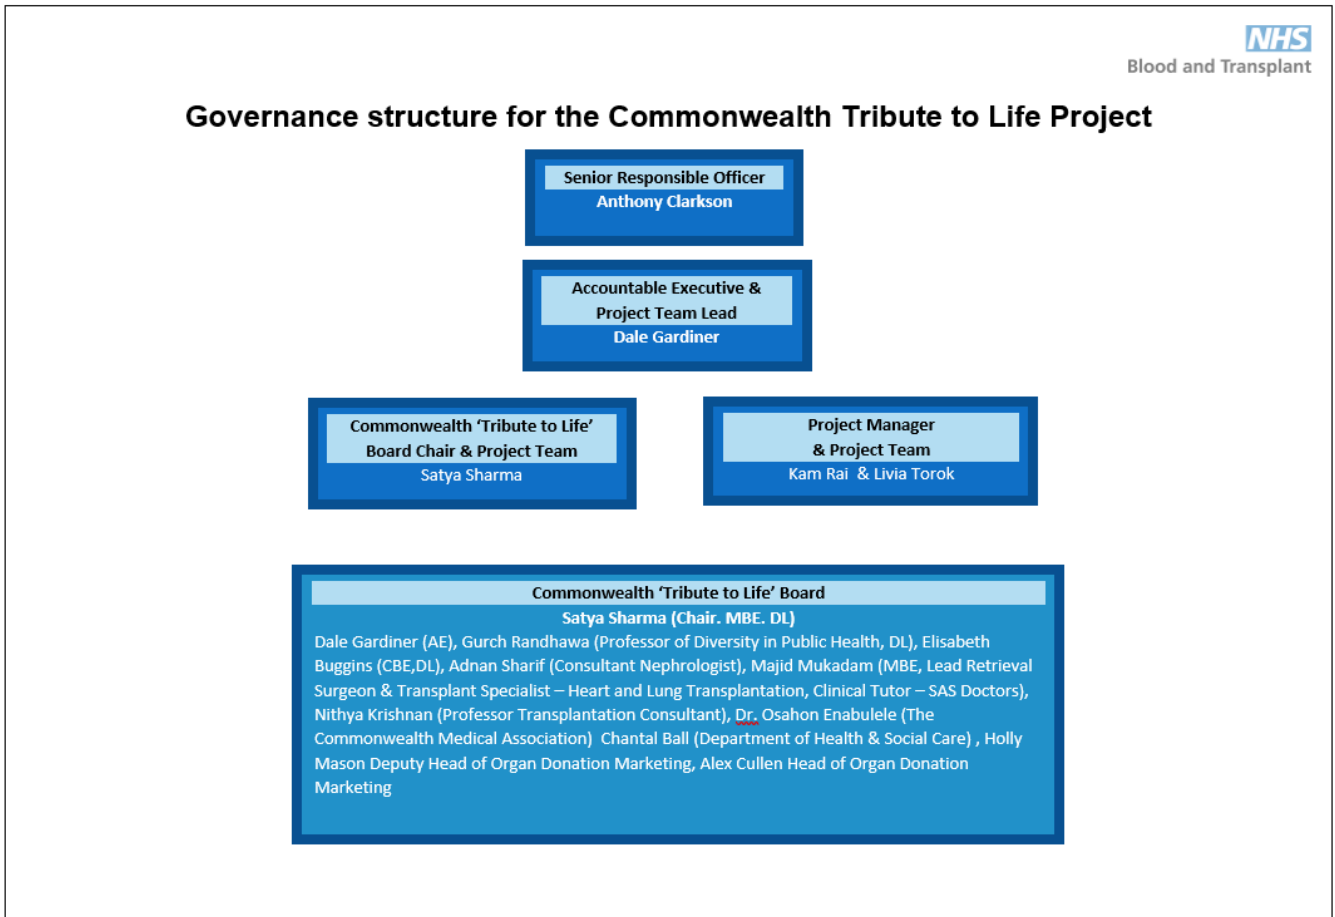 NHS
Blood and Transplant
Governance structure for the Commonwealth Tribute to Life Project
Senior Responsible Officer
Anthony Clarkson
Accountable Executive &
Project Team Lead
Dale Gardiner
Commonwealth ‘Tribute to Life’
Board Chair & Project Team
Satya Sharma
Project Manager
& Project Team
Kam Rai & Livia Torok
Commonwealth ‘Tribute to Life’ Board
Satya Sharma (Chair. MBE. DL)
Dale Gardiner (AE), Gurch Randhawa (Professor of Diversity in Public Health, DL), Elisabeth
Buggins (CBE,DL), Adnan Sharif (Consultant Nephrologist), Majid Mukadam (MBE, Lead Retrieval
Surgeon & Transplant Specialist – Heart and Lung Transplantation, Clinical Tutor – SAS Doctors),
Nithya Krishnan (Professor Transplantation Consultant), Dr. Osahon Enabulele (The
Commonwealth Medical Association) Chantal Ball (Department of Health & Social Care) , Holly
Mason Deputy Head of Organ Donation Marketing, Alex Cullen Head of Organ Donation
Marketing